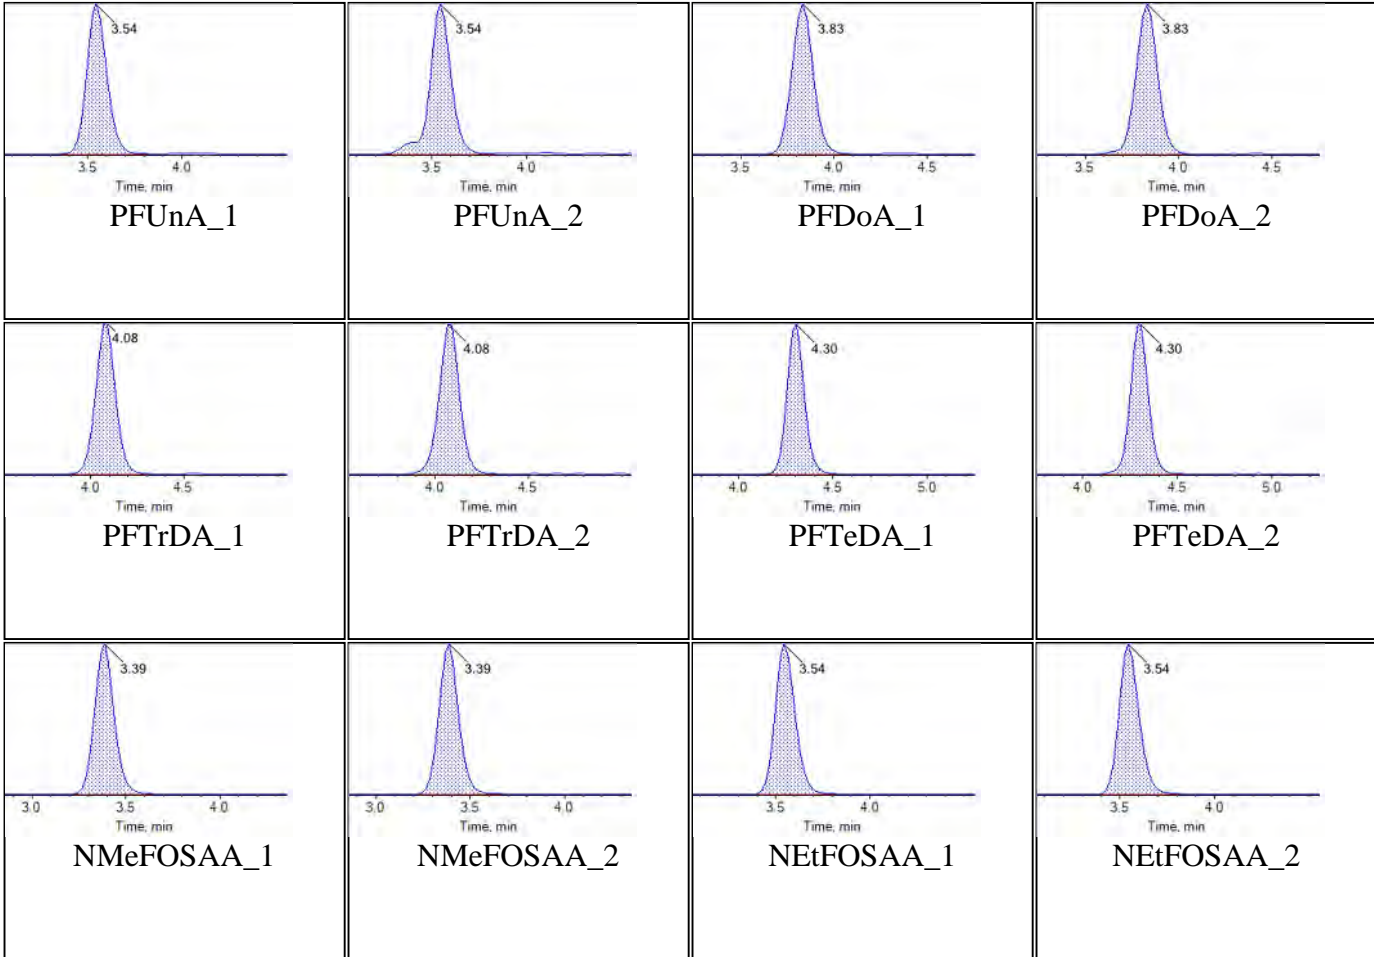 3.54
3.5 4.0
Time, min
PFUnA_1
3.54
3.5 4.0
Time, min
PFUnA_2
3.83
3.5 4.0 4.5
Time, min
PFDoA_1
3.83
3.5 4.0 4.5
Time, min
PFDoA_2
4.08
4.0 4.5
Time, min
PFTrDA_1
4.08
4.0 4.5
Time, min
PFTrDA_2
4.30
4.0 4.5 5.0
Time, min
PFTeDA_1
4.30
4.0 4.5 5.0
Time, min
PFTeDA_2
3.39
3.0 3.5 4.0
Time, min
NMeFOSAA_1
3.39
3.0 3.5 4.0
Time, min
NMeFOSAA_2
3.54
3.5 4.0
Time, min
NEtFOSAA_1
3.54
3.5 4.0
Time, min
NEtFOSAA_2